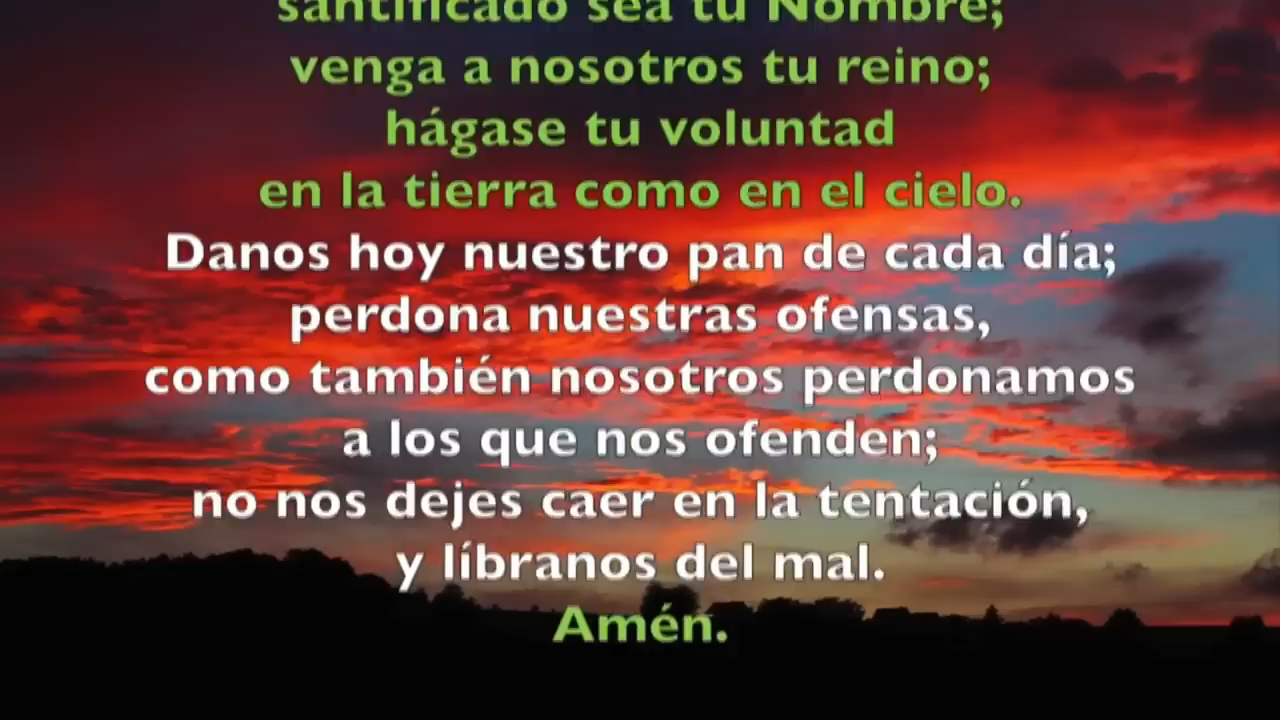 santificado sea tu Nombre;
venga a nosotros tu reino;
hágase tu voluntad
en la tierra como en el cielo.
Danos hoy nuestro pan de cada día;
perdona nuestras ofensas,
como también nosotros perdonamos
a los que nos ofenden;
no nos dejes caer en la tentación,
y líbranos del mal.
Amén.